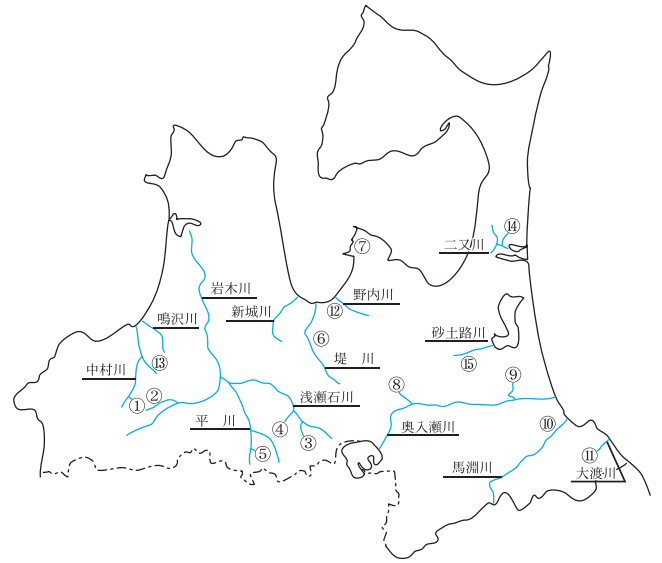 ⑭
二又川
⑦
岩木川
野内川
⑫
新城川
鳴沢川
砂土路川
⑥
⑬
堤 川
⑮
中村川
⑧
⑨
②
①
浅瀬石川
平 川
④
③
奥入瀬川
⑩
⑤
⑪
馬淵川
大渡川